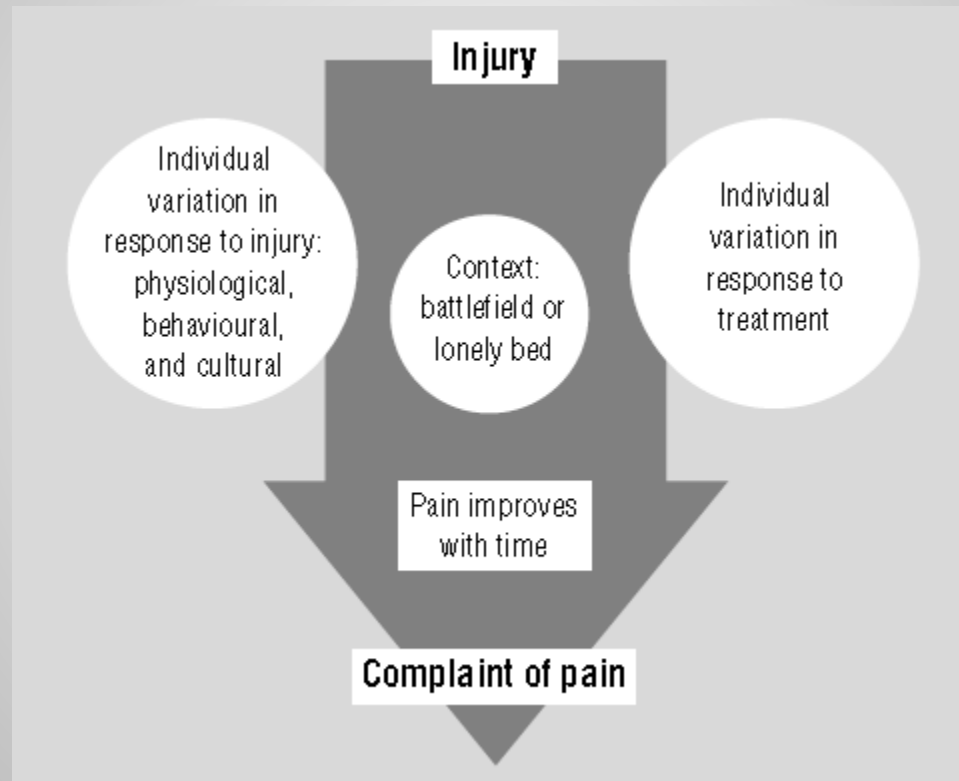 Injury
Individual
variation in
response to injury:
physiological,
behavioural,
and cultural
Context:
battlefield or
lonely bed
Individual
variation in
response to
treatment
Pain improves
with time
Complaint of pain